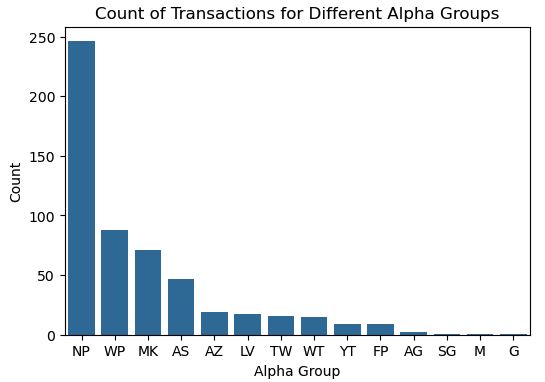 Count of Transactions for Different Alpha Groups
250
200
150
100
50
0
Count
NP WP MK AS AZ LV TW WT YT FP AG SG M G
Alpha Group